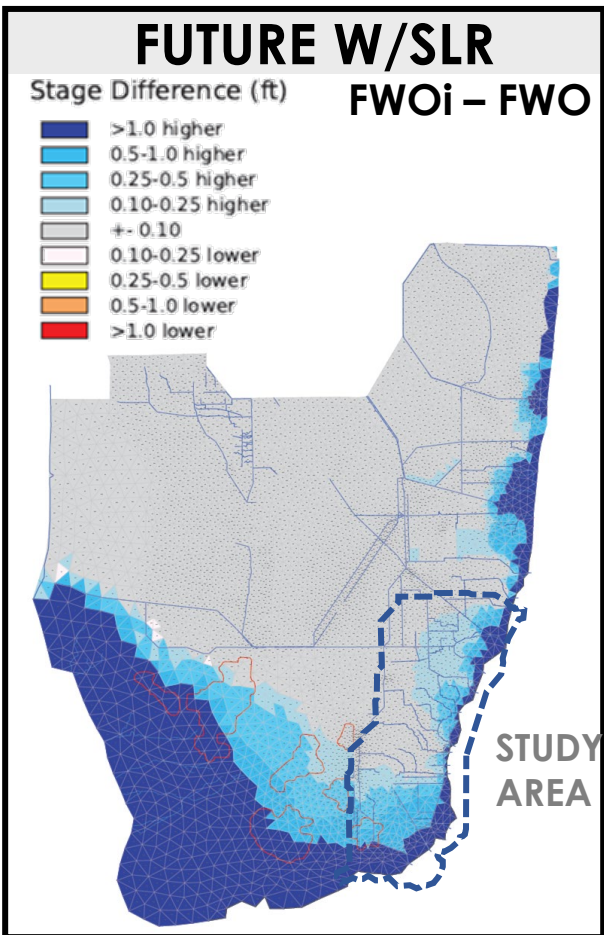 FUTURE W/SLR
Stage Difference (ft)
FWOi – FWO
>1.0 higher
0.5-1.0 higher
0.25-0.5 higher
0.10-0.25 higher
+- 0.10
0.10-0.25 lower
0.25-0.5 lower
0.5-1.0 lower
>1.0 lower
STUDY
AREA